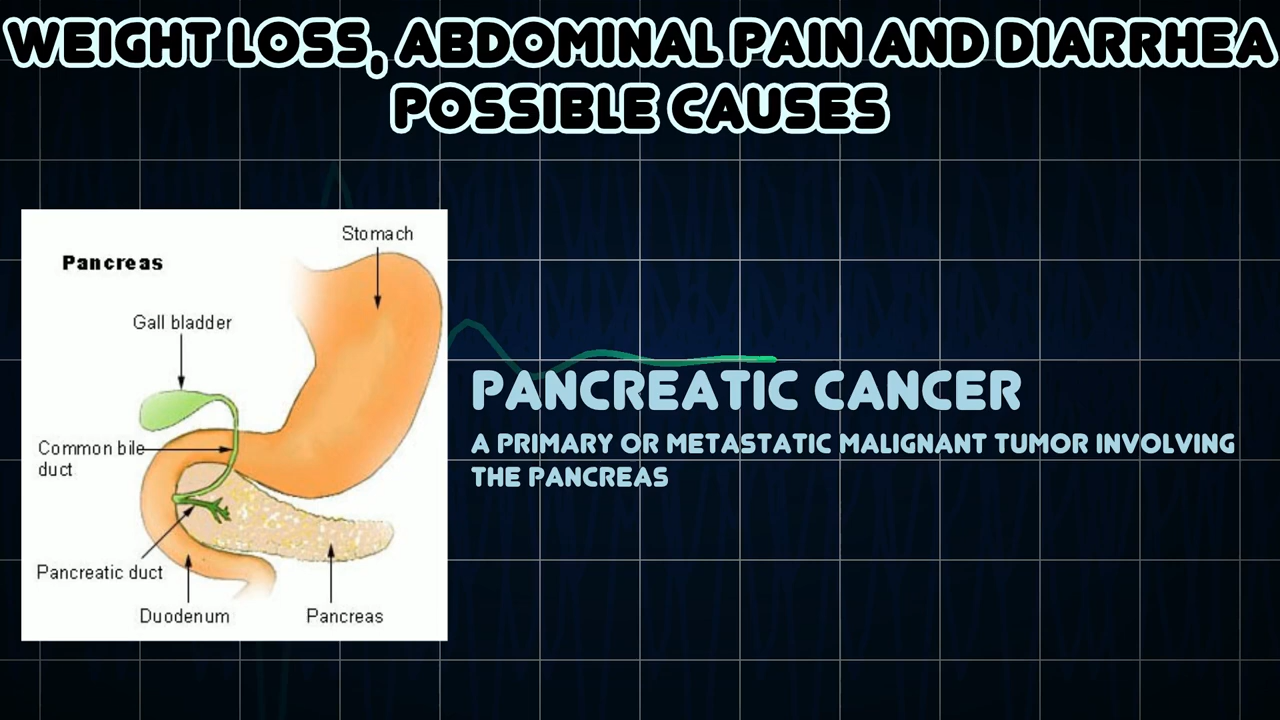 WEIGHT LOSS, ABDOMINAL PAIN AND DIARRHEA
POSSIBLE CAUSES
Stomach
Pancreas
Gall bladder
Common bile
duct
Pancreatic duct
Duodenum
Pancreas
PANCREATIC CANCER
A PRIMARY OR METASTATIC MALIGNANT TUMOR INVOLVING
THE PANCREAS